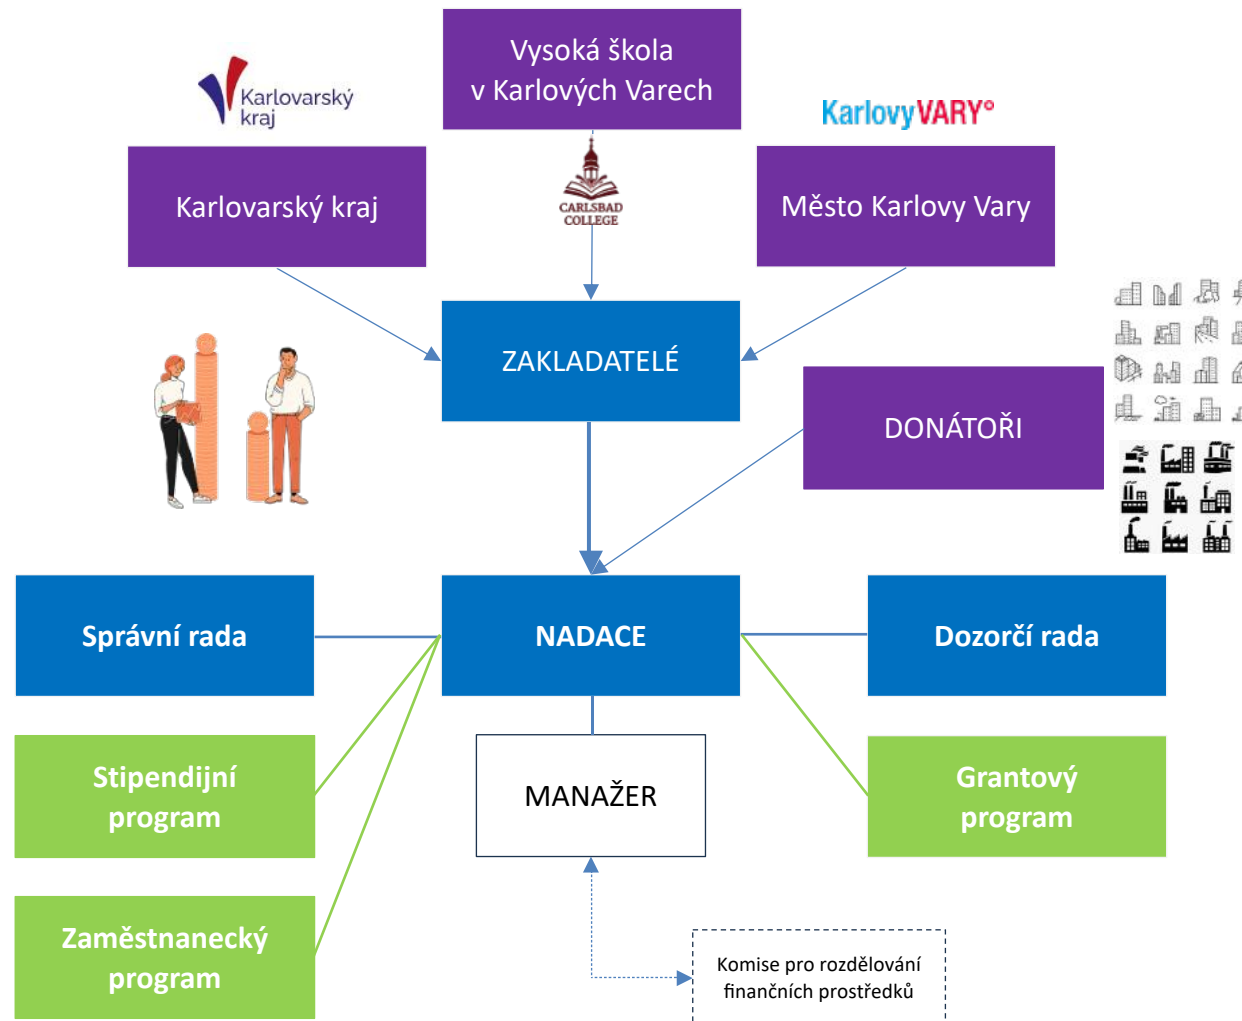 Vysoká škola
v Karlových Varech
Karlovarský
kraj
KarlovyVARY°
CARLSBAD
COLLEGE
Karlovarský kraj
Město Karlovy Vary
ZAKLADATELÉ
DONÁTOŘI
Správní rada
NADACE
Dozorčí rada
Stipendijní
program
MANAŽER
Grantový
program
Zaměstnanecký
program
Komise pro rozdělování
finančních prostředků